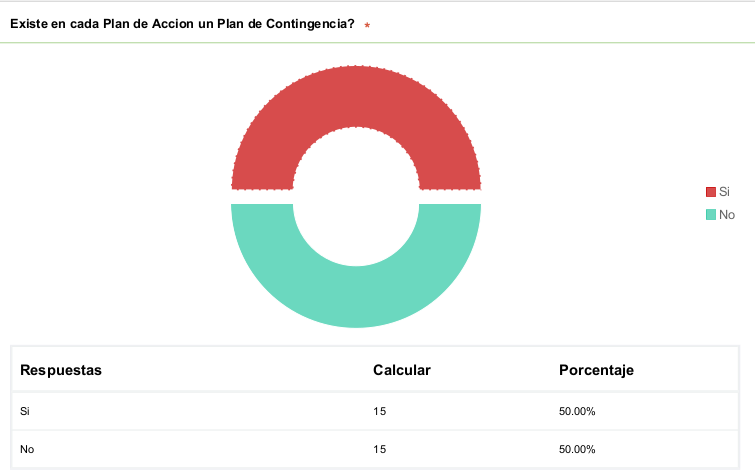 Existe en cada Plan de Accion un Plan de Contingencia? *
Si
No
Respuestas Calcular Porcentaje
Si 15 50.00%
No 15 50.00%